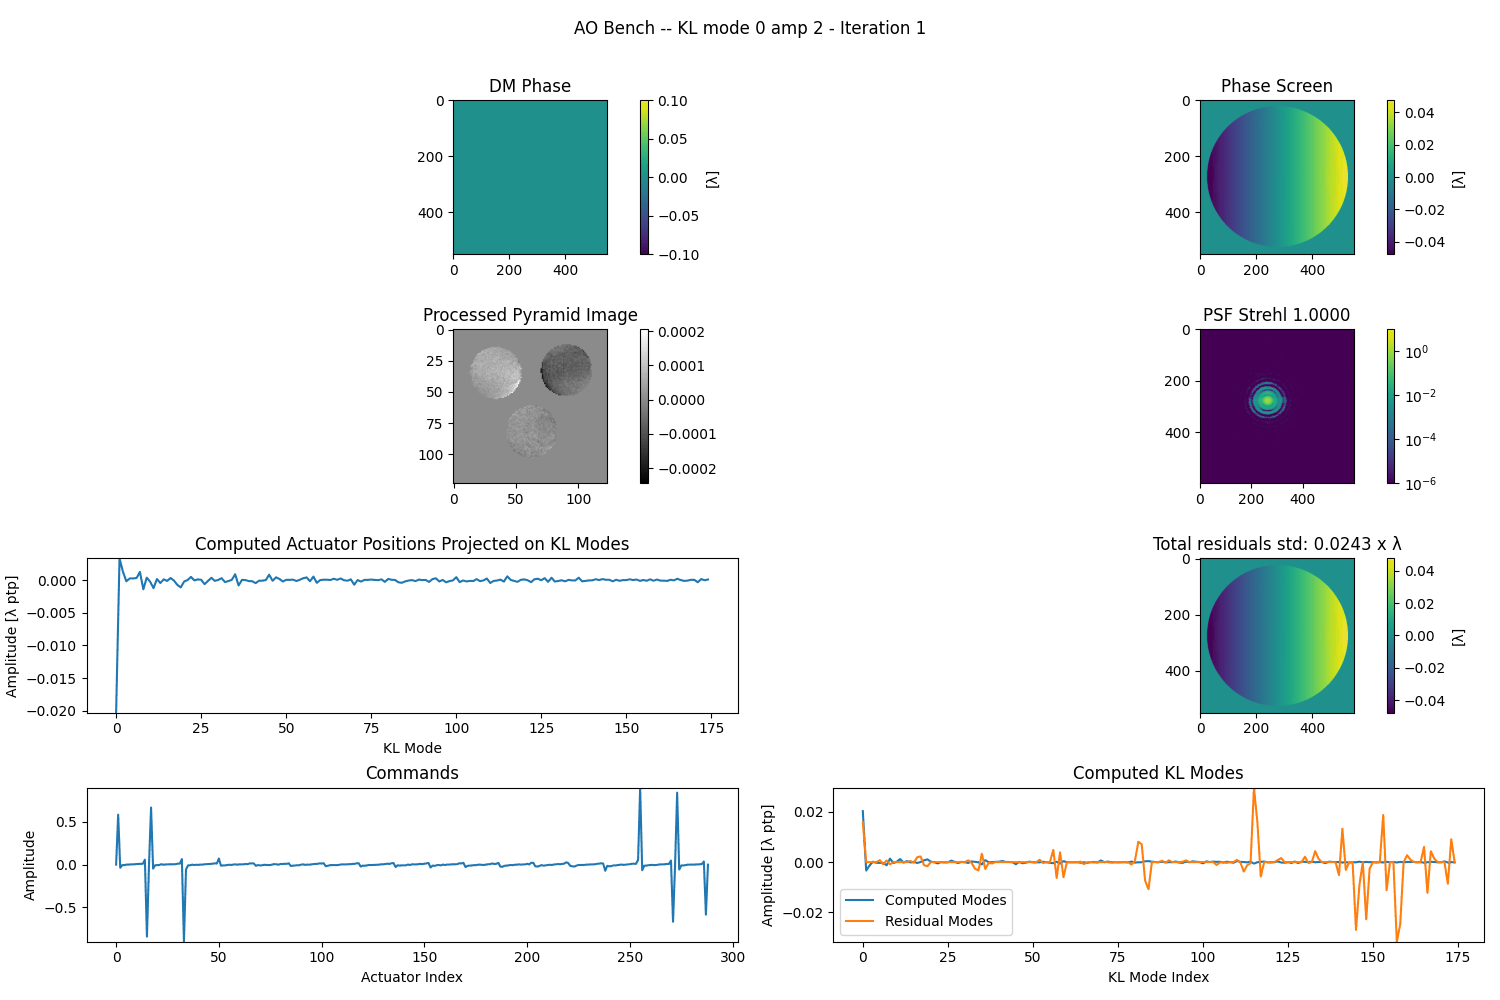 AO Bench -- KL mode 0 amp 2 - Iteration 1
DM Phase
0
200
400
0 200 400
0.10
0.05
0.00
−0.05
−0.10
[λ]
Phase Screen
0
200
400
0 200 400
0.04
0.02
0.00
−0.02
−0.04
[λ]
Processed Pyramid Image
0
25
50
75
100
0 50 100
0.0002
0.0001
0.0000
−0.0001
−0.0002
PSF Strehl 1.0000
0
200
400
0 200 400
10⁰
10⁻²
10⁻⁴
10⁻⁶
Computed Actuator Positions Projected on KL Modes
Amplitude [λ ptp]
0.000
−0.005
−0.010
−0.015
−0.020
0 25 50 75 100 125 150 175
KL Mode
Total residuals std: 0.0243 x λ
0
200
400
0 200 400
0.04
0.02
0.00
−0.02
−0.04
[λ]
Commands
Amplitude
0.5
0.0
−0.5
0 50 100 150 200 250 300
Actuator Index
Computed KL Modes
Amplitude [λ ptp]
0.02
0.00
−0.02
Computed Modes
Residual Modes
0 25 50 75 100 125 150 175
KL Mode Index